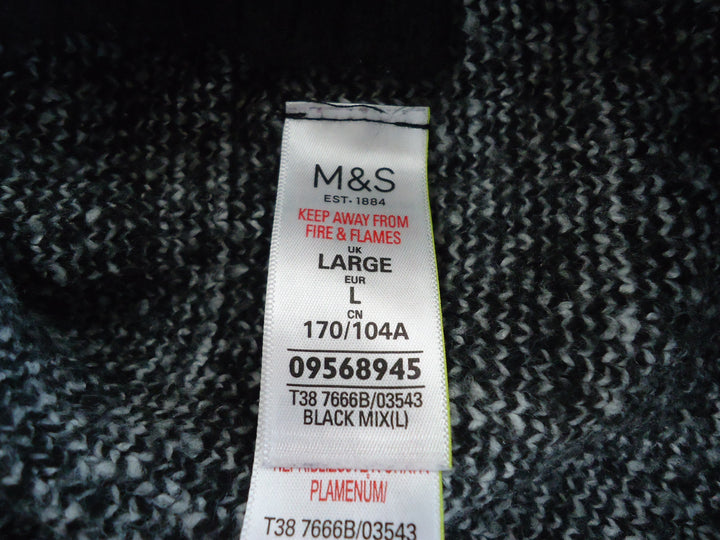 M&S
EST. 1884
KEEP AWAY FROM
FIRE & FLAMES
UK
LARGE
EUR
L
CN
170/104A
09568945
T38 7666B/03543
BLACK MIX(L)
PLAMENUM/
T38 7666B/03543